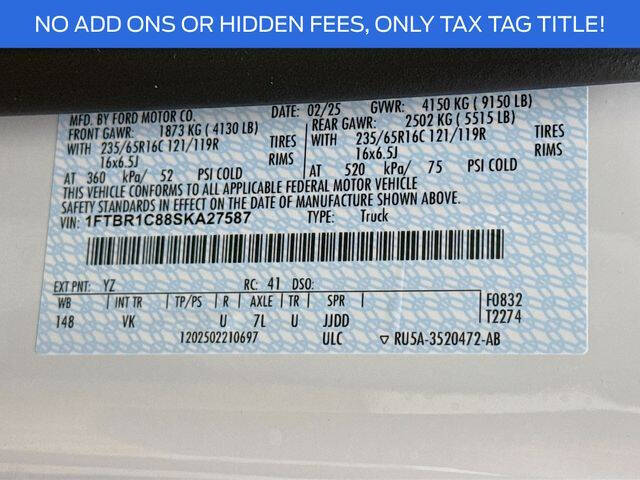 NO ADD ONS OR HIDDEN FEES, ONLY TAX TAG TITLE!
MFD. BY FORD MOTOR CO. DATE: 02/25 GVWR: 4150 KG ( 9150 LB)
FRONT GAWR: 1873 KG ( 4130 LB) REAR GAWR: 2502 KG ( 5515 LB)
WITH 235/65R16C 121/119R TIRES WITH 235/65R16C 121/119R TIRES
16x6.5J RIMS 16x6.5J RIMS
AT 360 kPa/ 52 PSI COLD AT 520 kPa/ 75 PSI COLD
THIS VEHICLE CONFORMS TO ALL APPLICABLE FEDERAL MOTOR VEHICLE
SAFETY STANDARDS IN EFFECT ON THE DATE OF MANUFACTURE SHOWN ABOVE.
VIN: 1FTBR1C88SKA27587 TYPE: Truck
EXT PNT: YZ RC: 41 DSO:
WB INT TR TP/PS R AXLE TR SPR F0832
148 VK U 7L U JJDD T2274
1202502210697 ULC ▽ RU5A-3520472-AB